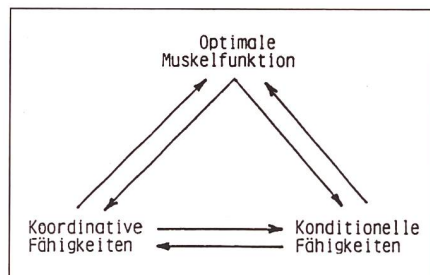 Optimale
Muskelfunktion
Koordinative
Fähigkeiten
Konditionelle
Fähigkeiten